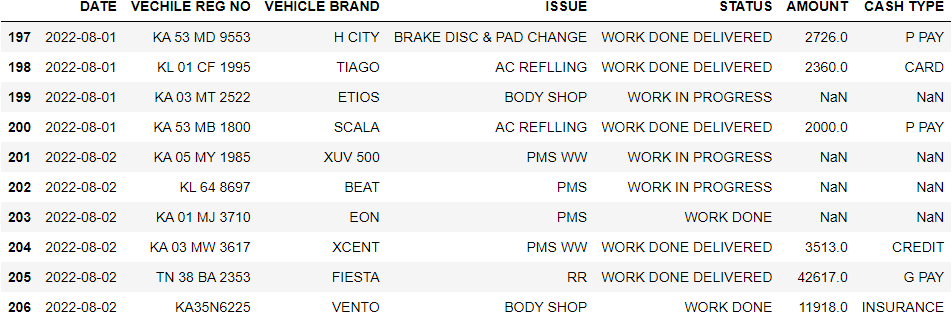 DATE VECHILE REG NO VEHICLE BRAND ISSUE STATUS AMOUNT CASH TYPE
197 2022-08-01 KA 53 MD 9553 H CITY BRAKE DISC & PAD CHANGE WORK DONE DELIVERED 2726.0 P PAY
198 2022-08-01 KL 01 CF 1995 TIAGO AC REFLLING WORK DONE DELIVERED 2360.0 CARD
199 2022-08-01 KA 03 MT 2522 ETIOS BODY SHOP WORK IN PROGRESS NaN NaN
200 2022-08-01 KA 53 MB 1800 SCALA AC REFLLING WORK DONE DELIVERED 2000.0 P PAY
201 2022-08-02 KA 05 MY 1985 XUV 500 PMS WW WORK IN PROGRESS NaN NaN
202 2022-08-02 KL 64 8697 BEAT PMS WORK IN PROGRESS NaN NaN
203 2022-08-02 KA 01 MJ 3710 EON PMS WORK DONE NaN NaN
204 2022-08-02 KA 03 MW 3617 XCENT PMS WW WORK DONE DELIVERED 3513.0 CREDIT
205 2022-08-02 TN 38 BA 2353 FIESTA RR WORK DONE DELIVERED 42617.0 G PAY
206 2022-08-02 KA35N6225 VENTO BODY SHOP WORK DONE 11918.0 INSURANCE